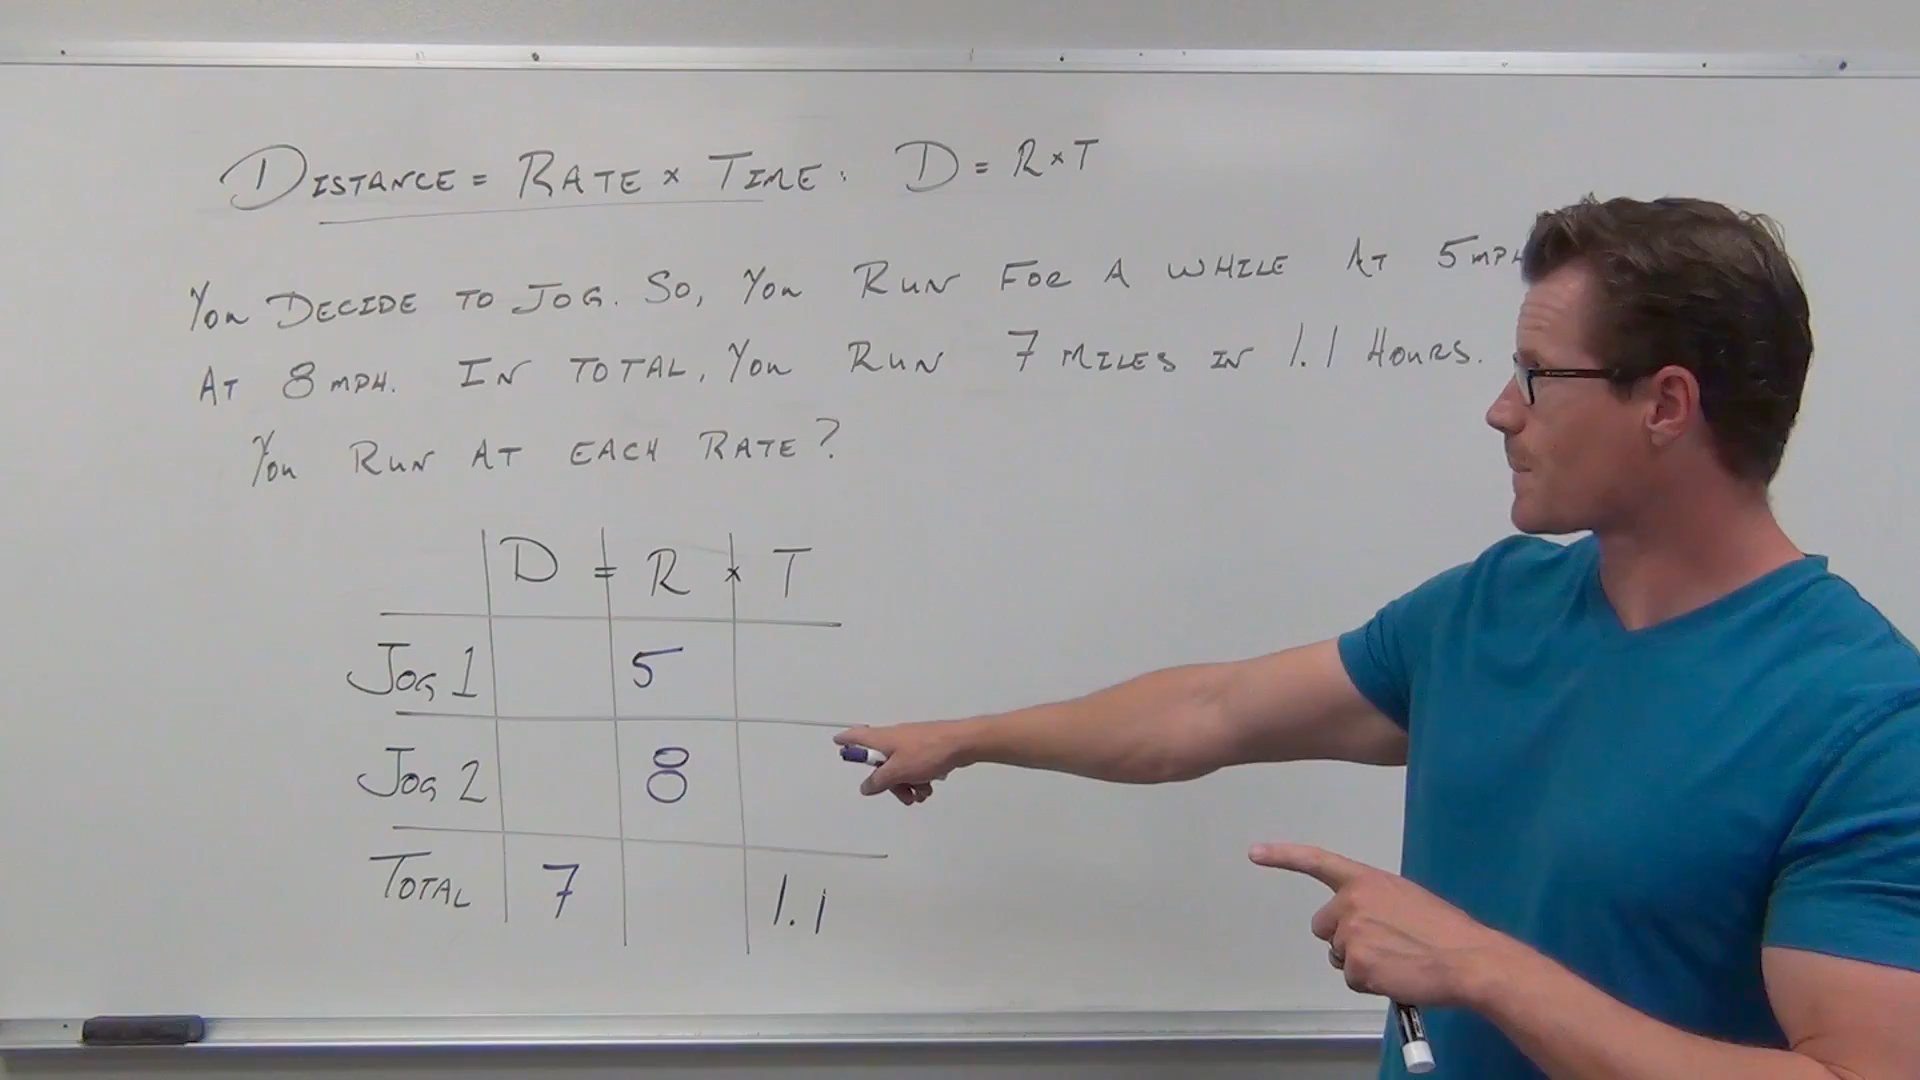 DISTANCE = RATE × TIME. D = R × T
YOU DECIDE TO JOG. SO, YOU RUN FOR A WHILE AT 5 MPH
AT 8 MPH. IN TOTAL, YOU RUN 7 MILES IN 1.1 HOURS.
YOU RUN AT EACH RATE?
D = R × T
JOG 1 5
JOG 2 8
TOTAL 7 1.1